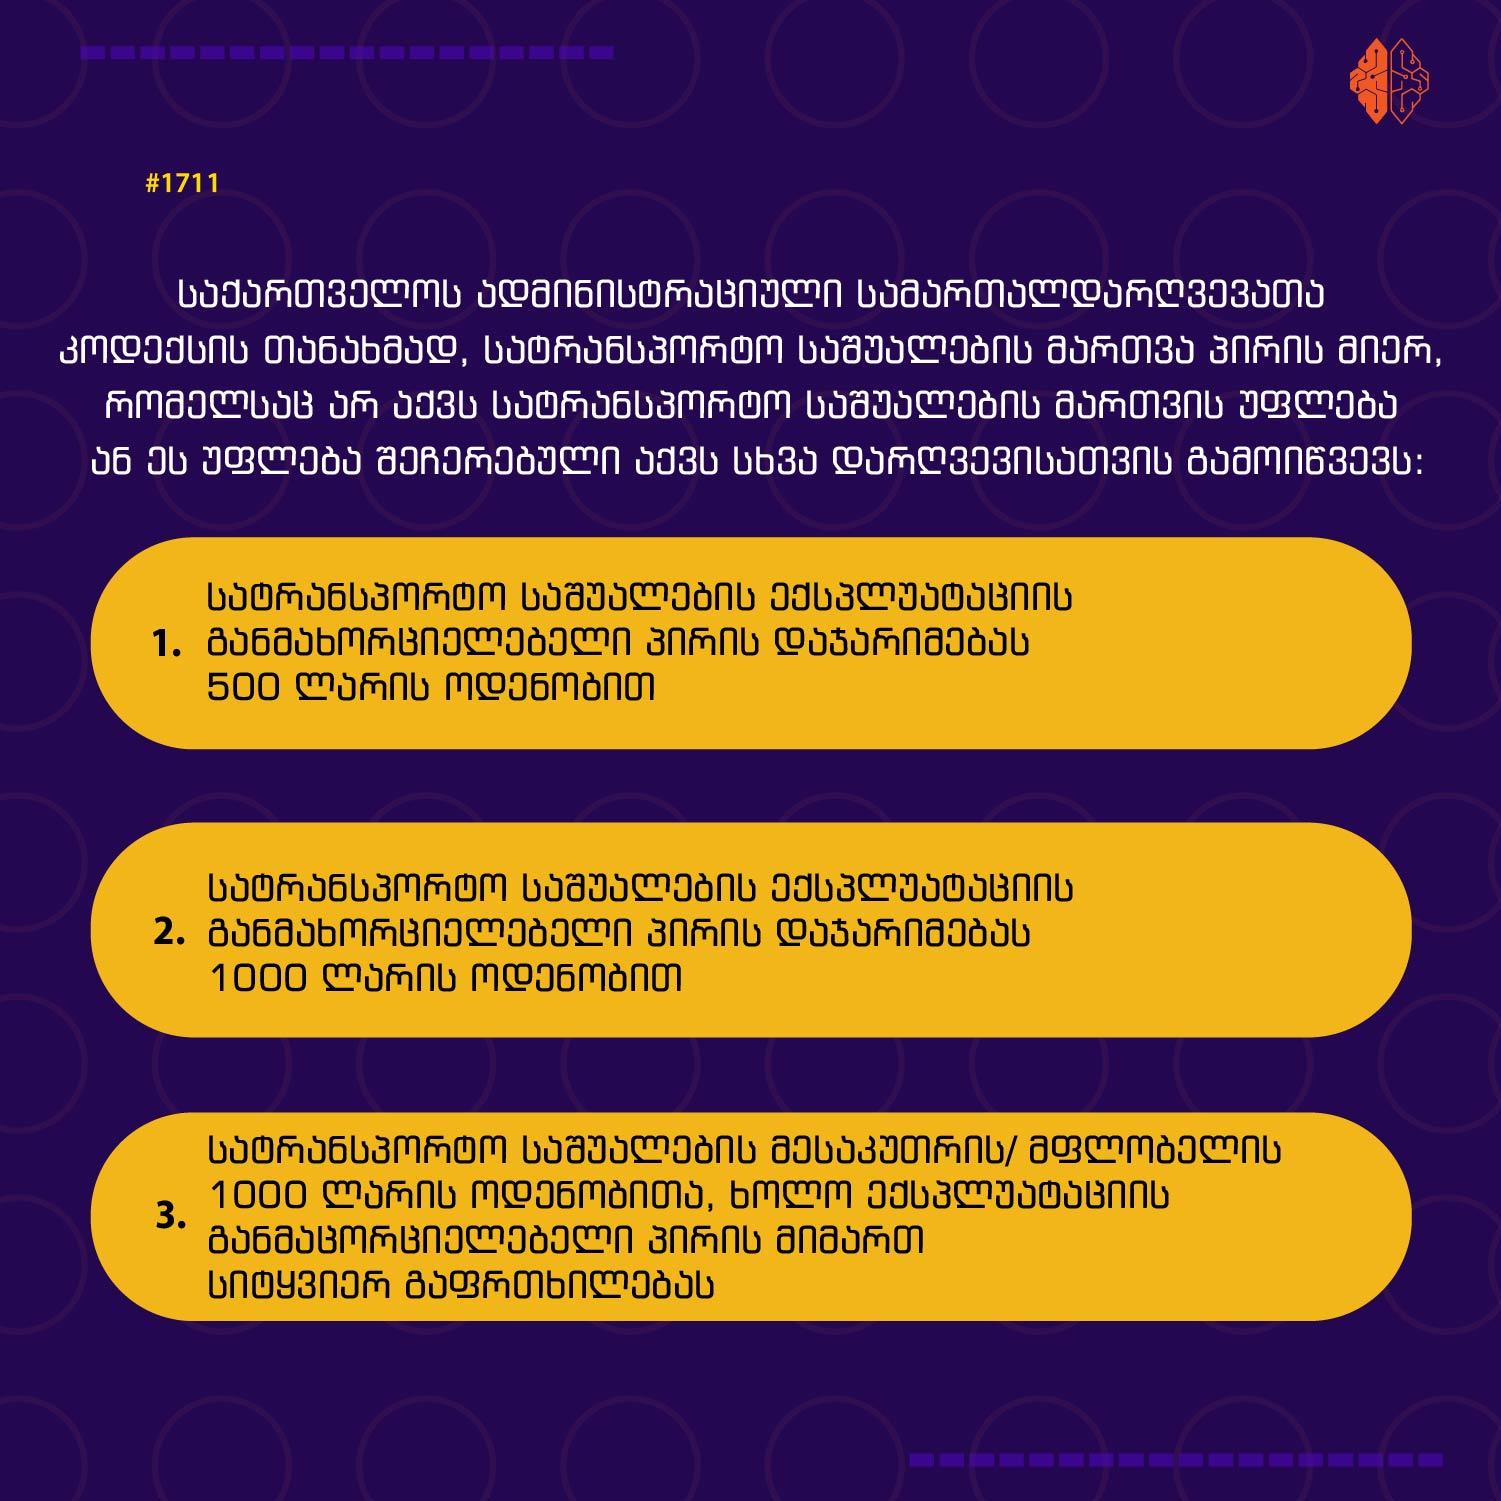 #1711
საქართველოს ადმინისტრაციული სამართალდარღვევათა
კოდექსის თანახმად, სატრანსპორტო საშუალების მართვა პირის მიერ,
რომელსაც არ აქვს სატრანსპორტო საშუალების მართვის უფლება
ან ეს უფლება შეჩერებული აქვს სხვა დარღვევისათვის გამოიწვევს:
სატრანსპორტო საშუალების ექსპლუატაციის
1. განმახორციელებელი პირის დაჯარიმებას
500 ლარის ოდენობით
სატრანსპორტო საშუალების ექსპლუატაციის
2. განმახორციელებელი პირის დაჯარიმებას
1000 ლარის ოდენობით
სატრანსპორტო საშუალების მესაკუთრის/ მფლობელის
1000 ლარის ოდენობითა, ხოლო ექსპლუატაციის
3. განმაცორციელებელი პირის მიმართ
სიტყვიერ გაფრთხილებას